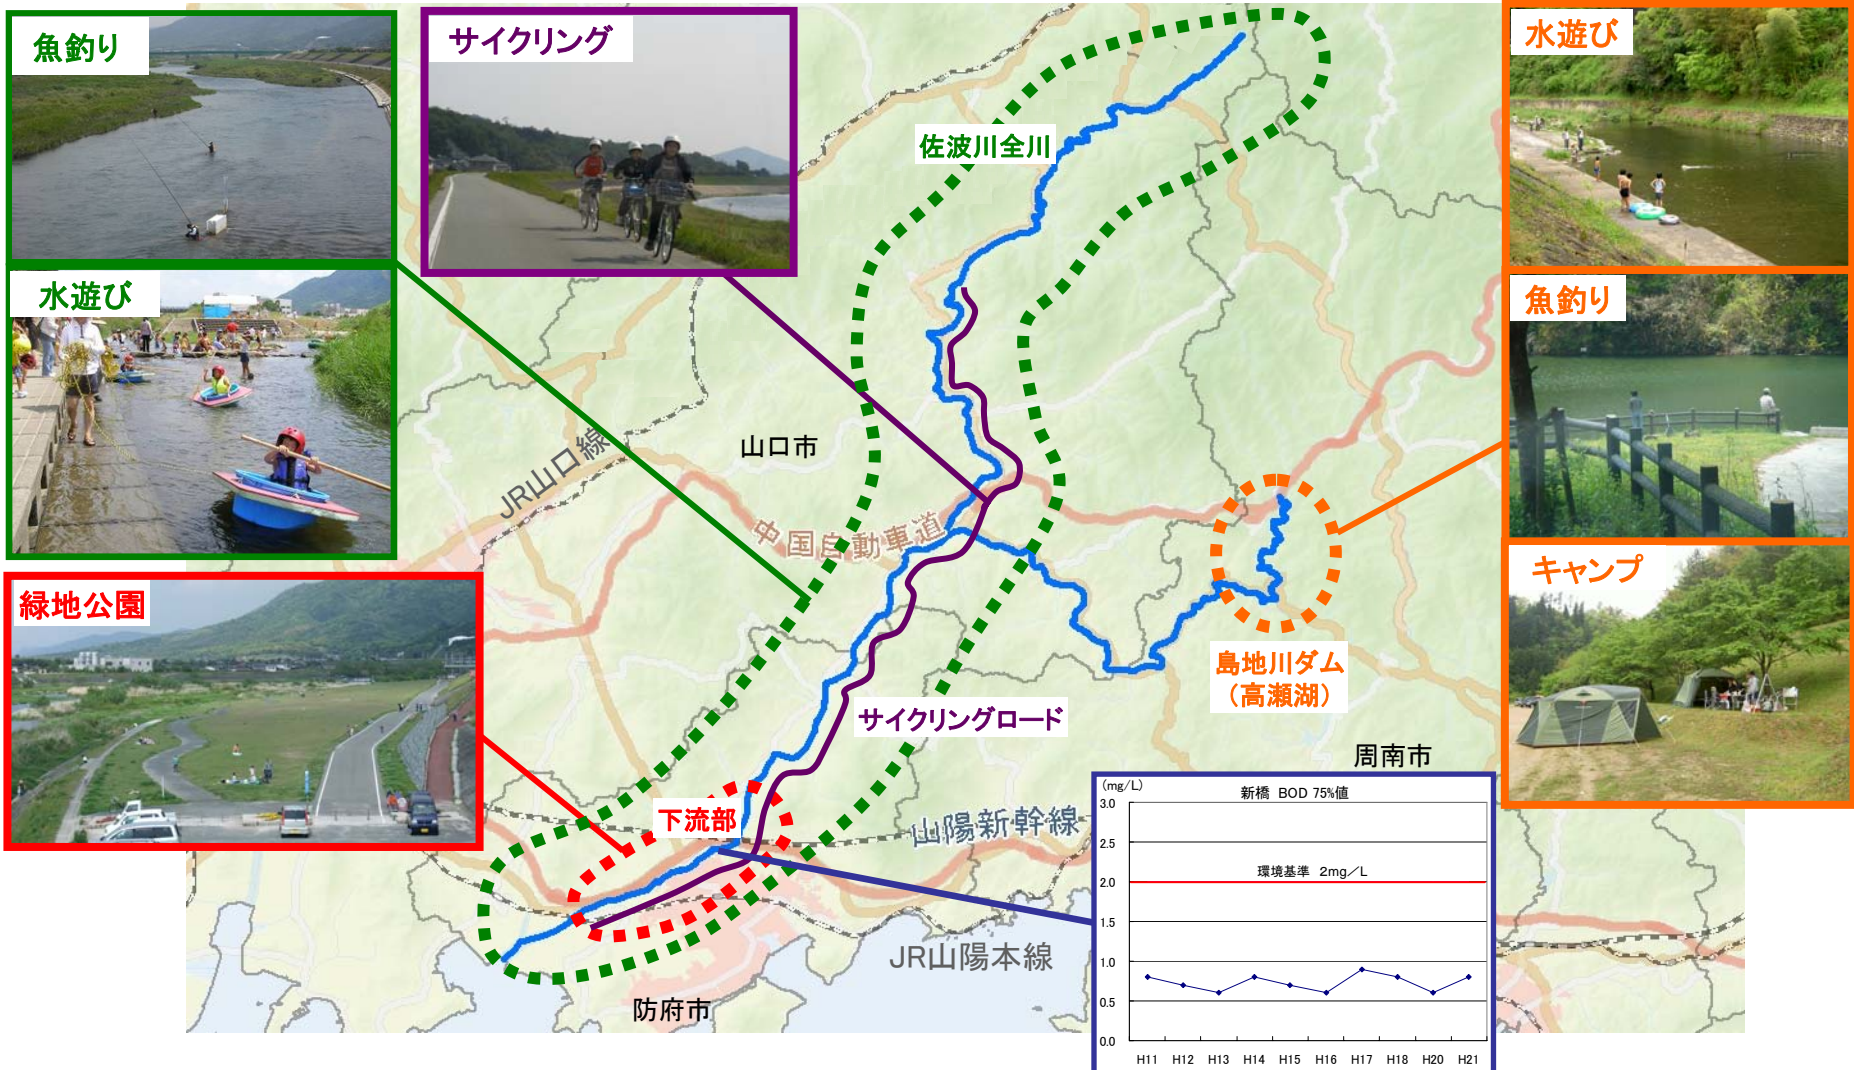 魚釣り
サイクリング
水遊び
佐波川全川
水遊び
魚釣り
山口市
JR山口線
中国自動車道
キャンプ
緑地公園
島地川ダム
（高瀬湖）
サイクリングロード
周南市
下流部
山陽新幹線
JR山陽本線
防府市
(mg/L)
新橋 BOD 75%値
3.0
2.5
環境基準 2mg／L
2.0
1.5
1.0
0.5
0.0
H11 H12 H13 H14 H15 H16 H17 H18 H20 H21